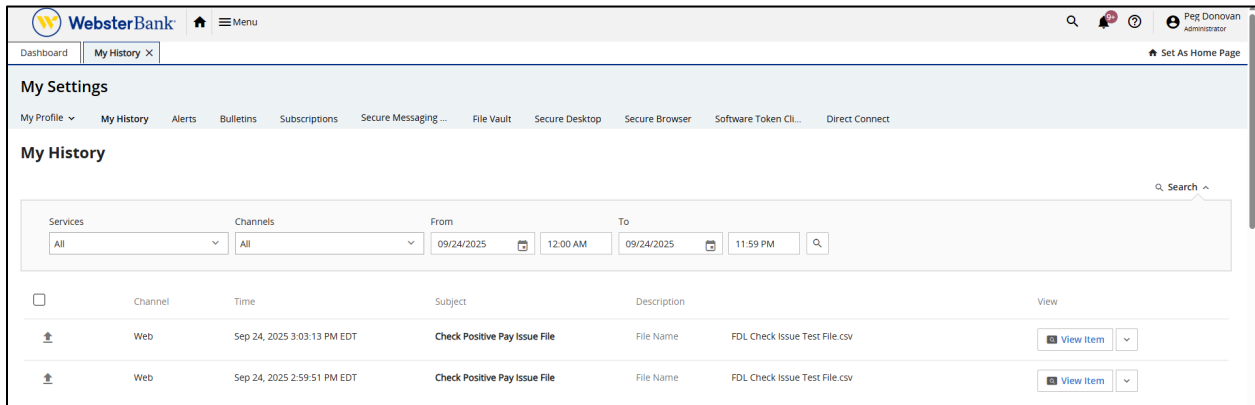 W WebsterBank Menu 9+ Peg Donovan
Administrator
Dashboard My History X Set As Home Page
My Settings
My Profile My History Alerts Bulletins Subscriptions Secure Messaging ... File Vault Secure Desktop Secure Browser Software Token Cli... Direct Connect
My History
Search
Services Channels From To
All All 09/24/2025 12:00 AM 09/24/2025 11:59 PM
Channel Time Subject Description View
Web Sep 24, 2025 3:03:13 PM EDT Check Positive Pay Issue File File Name FDL Check Issue Test File.csv View Item
Web Sep 24, 2025 2:59:51 PM EDT Check Positive Pay Issue File File Name FDL Check Issue Test File.csv View Item